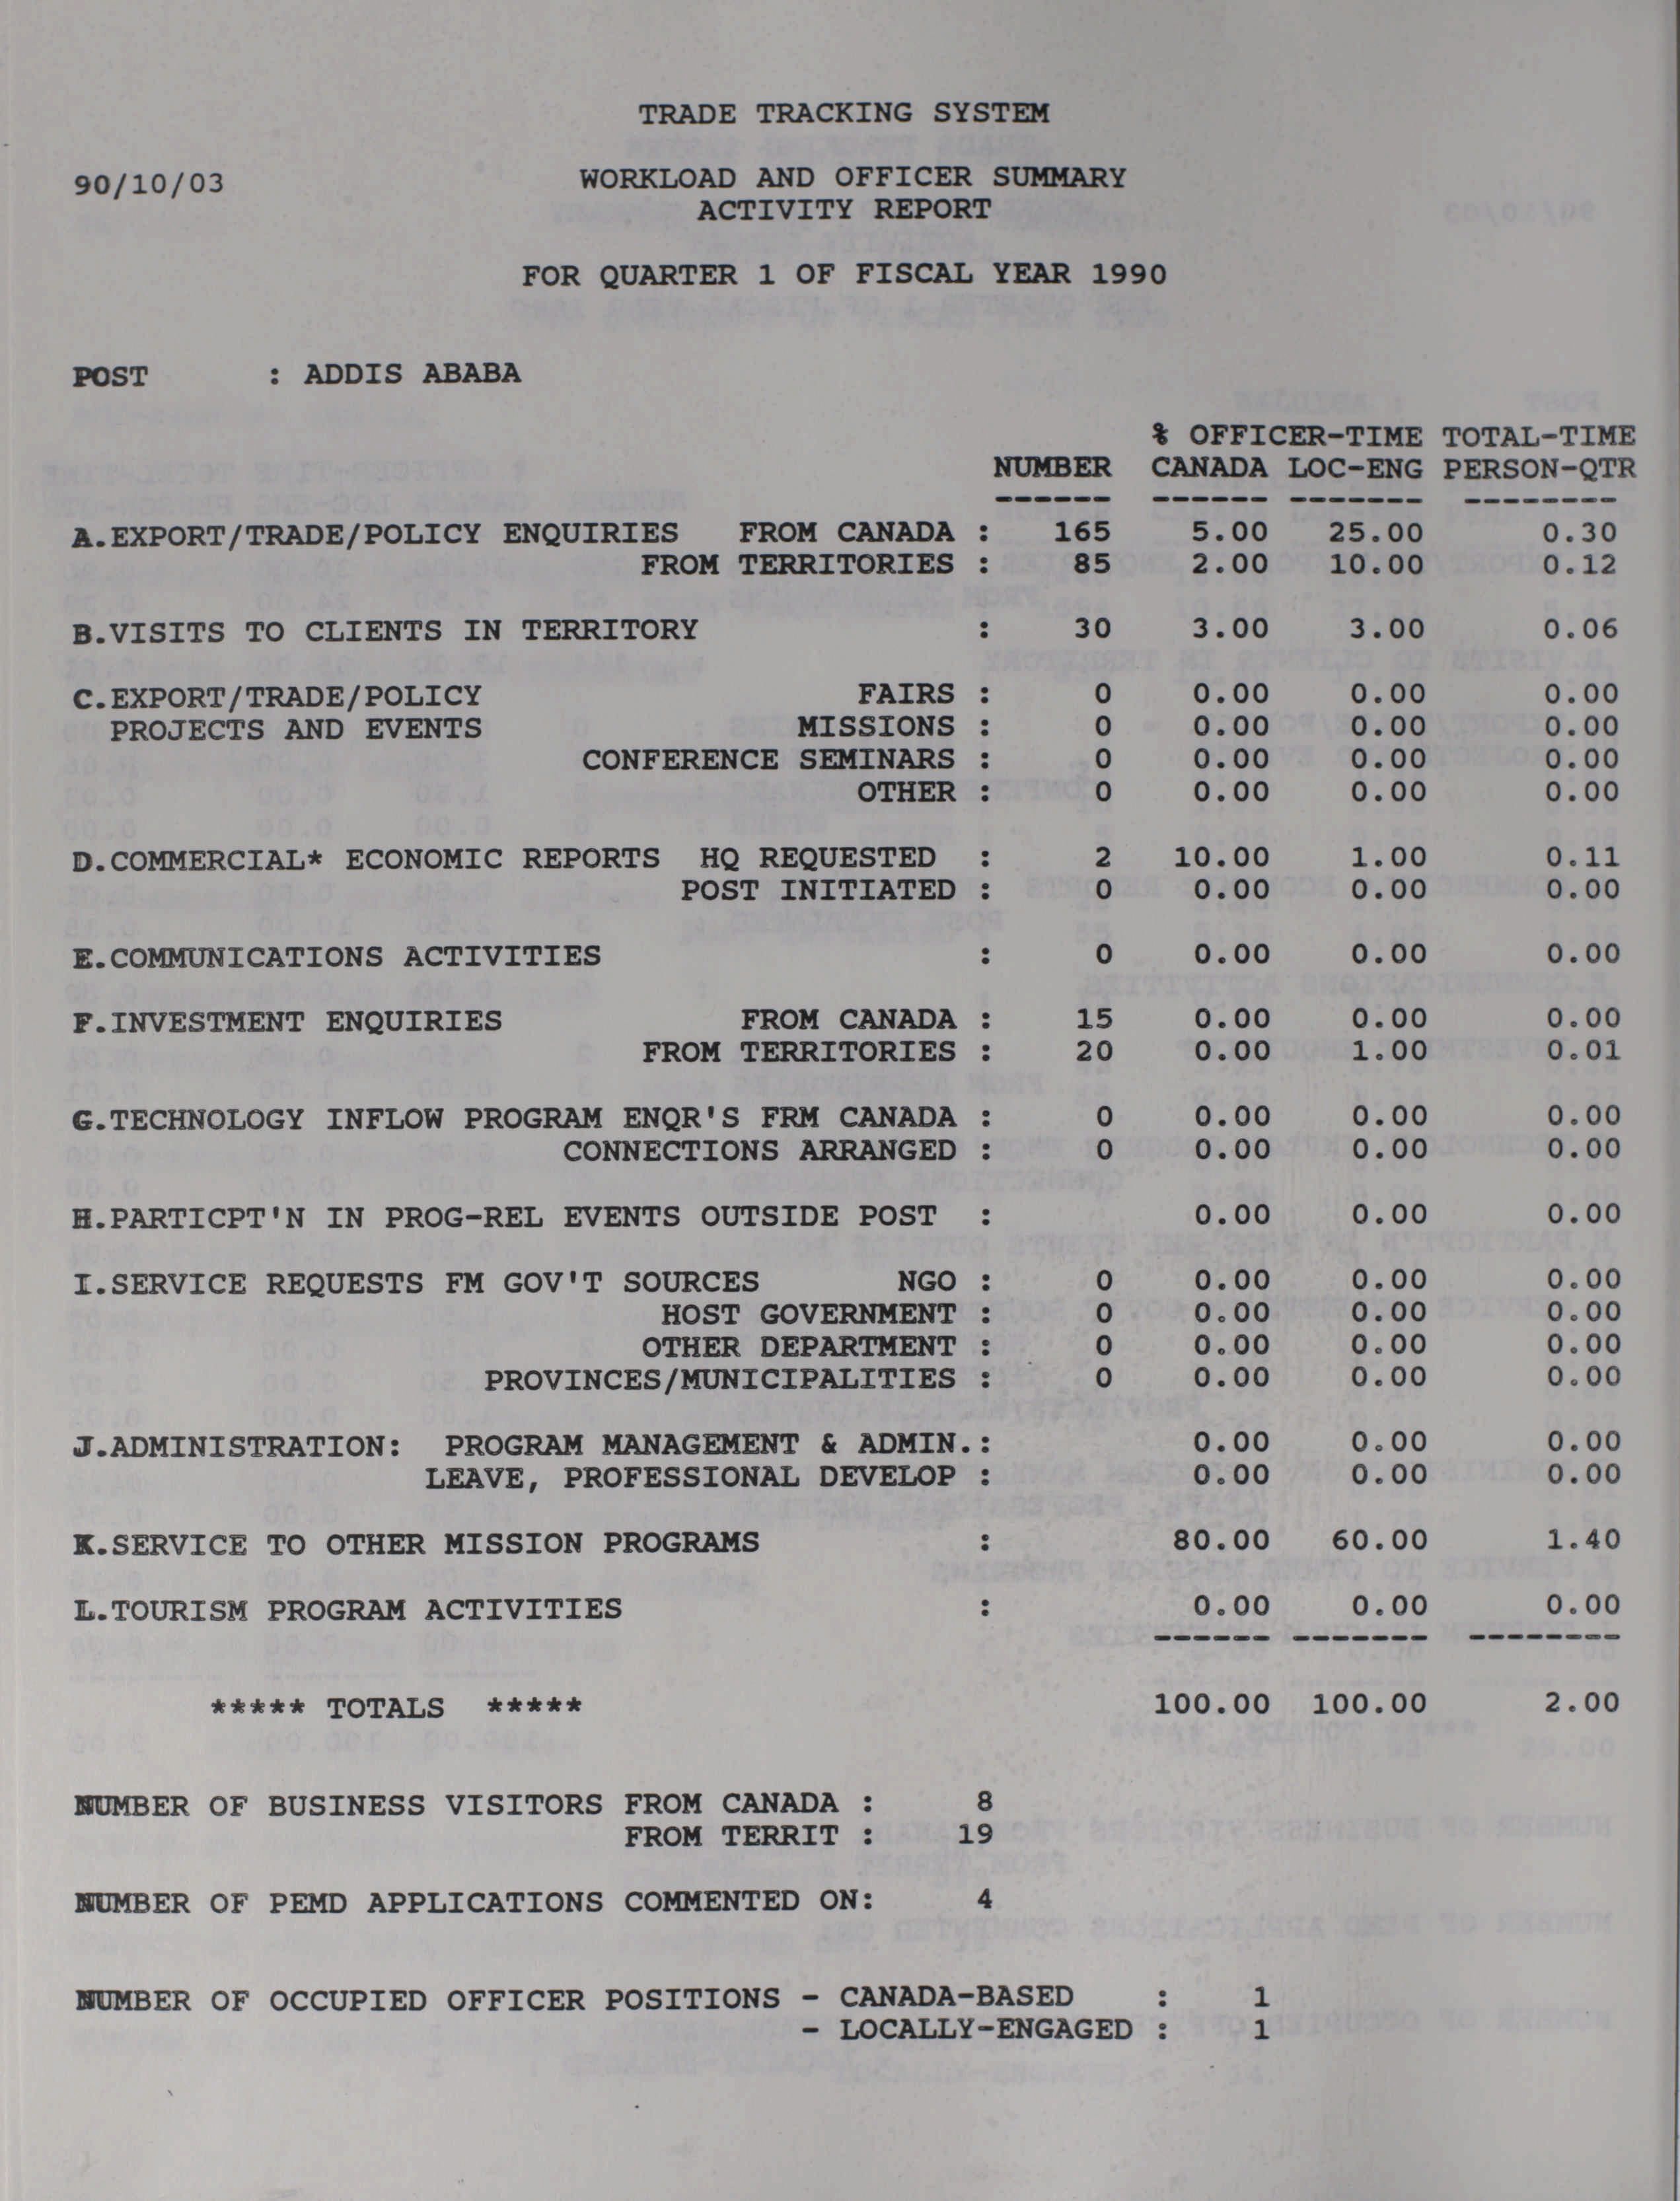 TRADE TRACKING SYSTEM
90/10/03 WORKLOAD AND OFFICER SUMMARY
ACTIVITY REPORT
FOR QUARTER 1 OF FISCAL YEAR 1990
POST : ADDIS ABABA
% OFFICER-TIME TOTAL-TIME
NUMBER CANADA LOC-ENG PERSON-QTR
------ ------ ------- --------
A.EXPORT/TRADE/POLICY ENQUIRIES FROM CANADA : 165 5.00 25.00 0.30
FROM TERRITORIES : 85 2.00 10.00 0.12
B.VISITS TO CLIENTS IN TERRITORY : 30 3.00 3.00 0.06
C.EXPORT/TRADE/POLICY FAIRS : 0 0.00 0.00 0.00
PROJECTS AND EVENTS MISSIONS : 0 0.00 0.00 0.00
CONFERENCE SEMINARS : 0 0.00 0.00 0.00
OTHER : 0 0.00 0.00 0.00
D.COMMERCIAL* ECONOMIC REPORTS HQ REQUESTED : 2 10.00 1.00 0.11
POST INITIATED : 0 0.00 0.00 0.00
E.COMMUNICATIONS ACTIVITIES : 0 0.00 0.00 0.00
F.INVESTMENT ENQUIRIES FROM CANADA : 15 0.00 0.00 0.00
FROM TERRITORIES : 20 0.00 1.00 0.01
G.TECHNOLOGY INFLOW PROGRAM ENQR'S FRM CANADA : 0 0.00 0.00 0.00
CONNECTIONS ARRANGED : 0 0.00 0.00 0.00
H.PARTICPT'N IN PROG-REL EVENTS OUTSIDE POST : 0.00 0.00 0.00
I.SERVICE REQUESTS FM GOV'T SOURCES NGO : 0 0.00 0.00 0.00
HOST GOVERNMENT : 0 0.00 0.00 0.00
OTHER DEPARTMENT : 0 0.00 0.00 0.00
PROVINCES/MUNICIPALITIES : 0 0.00 0.00 0.00
J.ADMINISTRATION: PROGRAM MANAGEMENT & ADMIN.: 0.00 0.00 0.00
LEAVE, PROFESSIONAL DEVELOP : 0.00 0.00 0.00
K.SERVICE TO OTHER MISSION PROGRAMS : 80.00 60.00 1.40
L.TOURISM PROGRAM ACTIVITIES : 0.00 0.00 0.00
------ ------- --------
***** TOTALS ***** 100.00 100.00 2.00
NUMBER OF BUSINESS VISITORS FROM CANADA : 8
FROM TERRIT : 19
NUMBER OF PEMD APPLICATIONS COMMENTED ON: 4
NUMBER OF OCCUPIED OFFICER POSITIONS - CANADA-BASED : 1
- LOCALLY-ENGAGED : 1